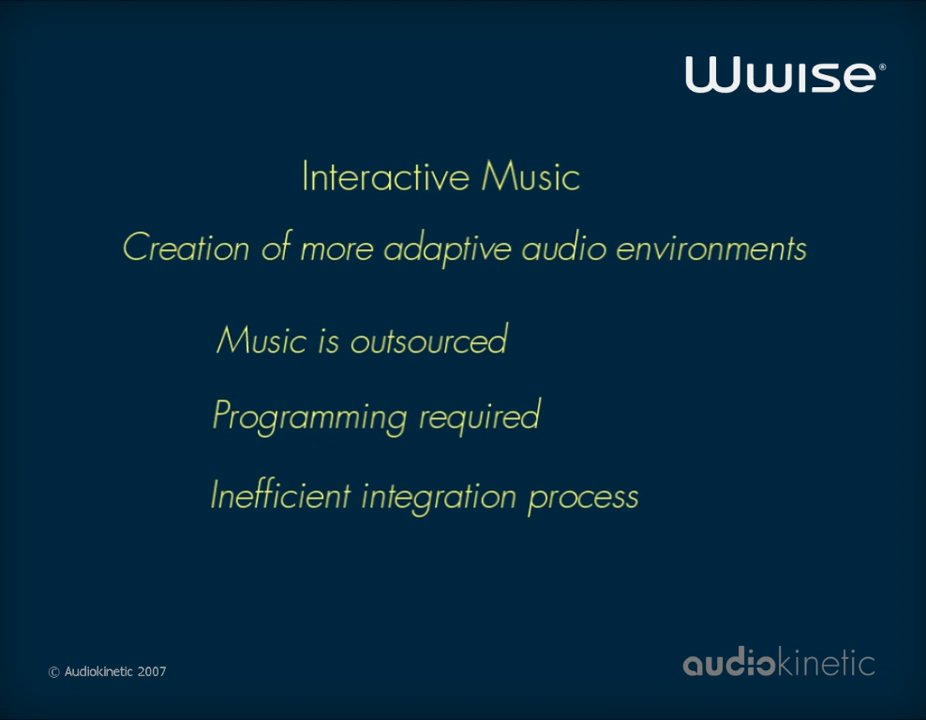 Wwise®
Interactive Music
Creation of more adaptive audio environments
Music is outsourced
Programming required
Inefficient integration process
© Audiokinetic 2007
audiokinetic